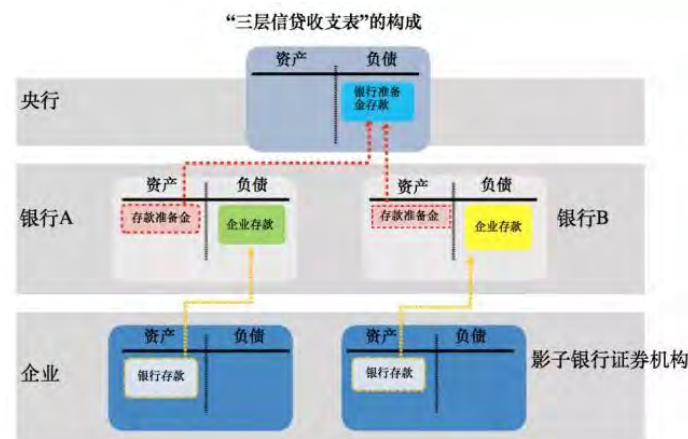 “三层信贷收支表”的构成
资产 负债
央行
银行准备
金存款
资产 负债 资产 负债
银行A 存款准备金 企业存款 存款准备金 企业存款 银行B
资产 负债 资产 负债
企业 银行存款 银行存款 影子银行证券机构